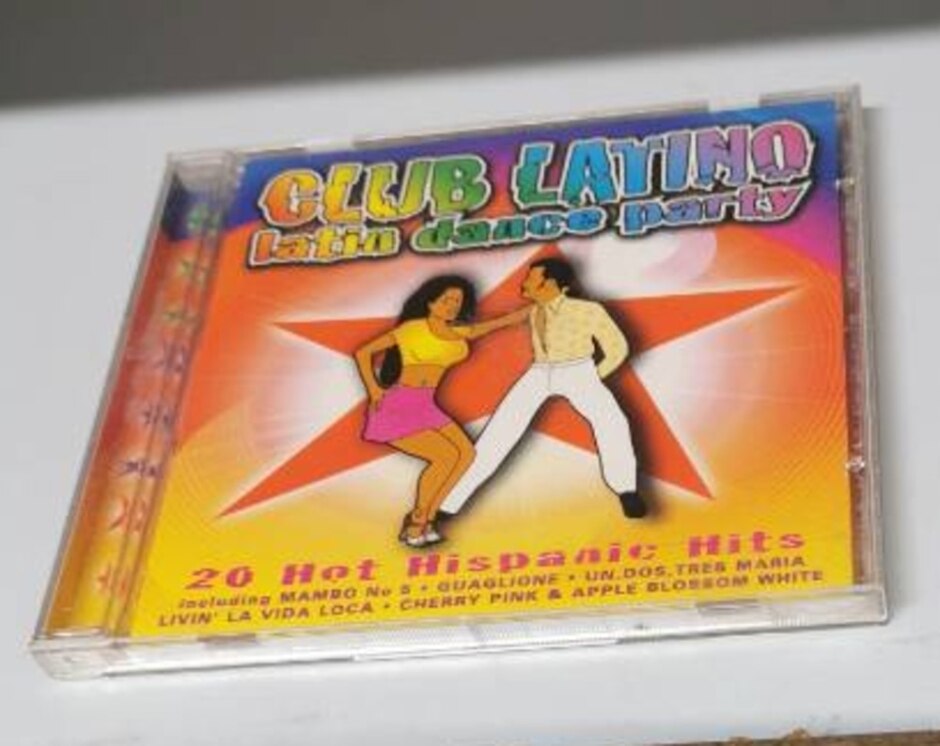 CLUB LATINO
latin dance party
20 Hot Hispanic Hits
including MAMBO No 5 • GUAGLIONE • UN.DOS.TRES MARIA
LIVIN' LA VIDA LOCA • CHERRY PINK & APPLE BLOSSOM WHITE